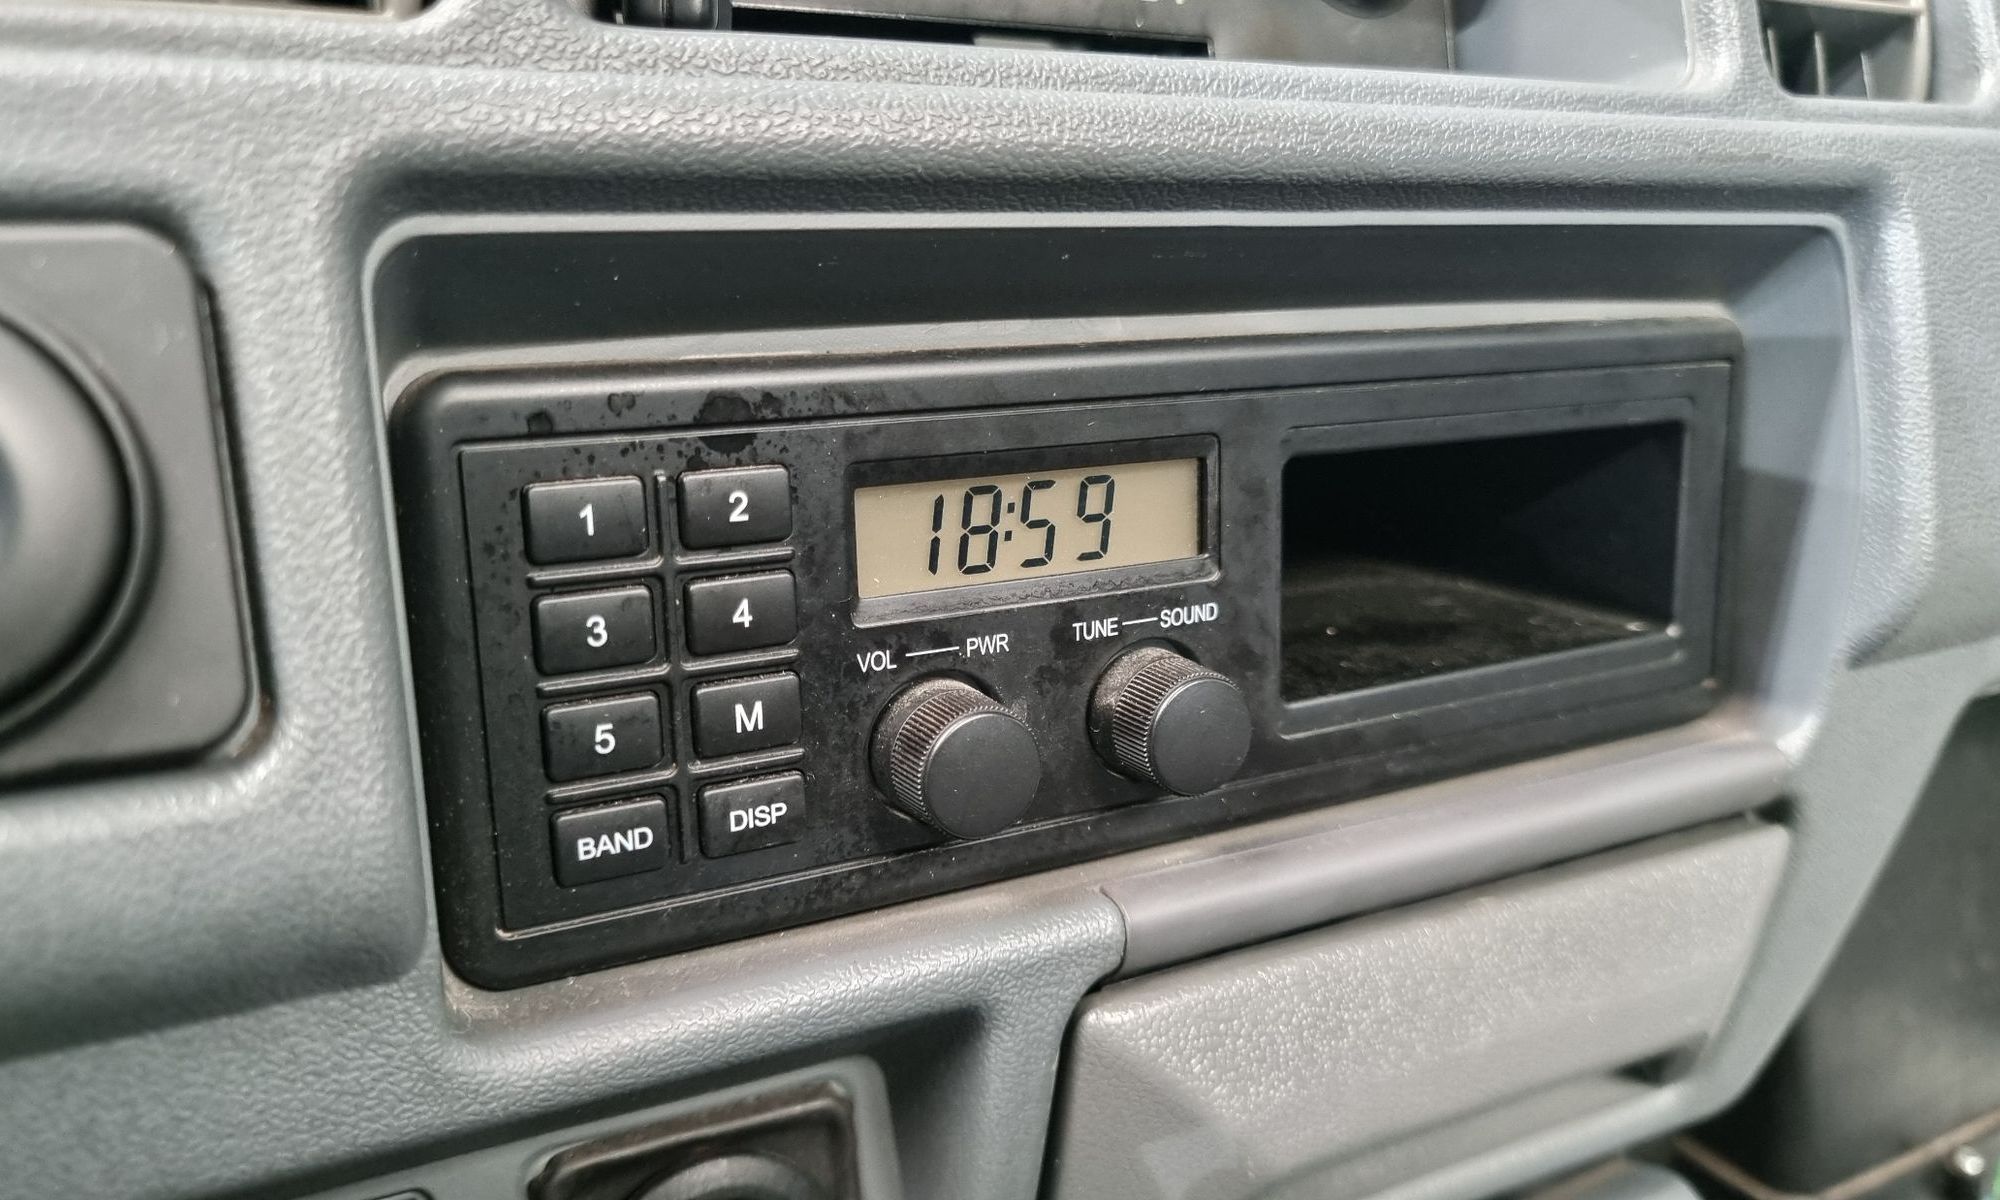 1 2
18:59
3 4
VOL PWR TUNE SOUND
5 M
BAND DISP